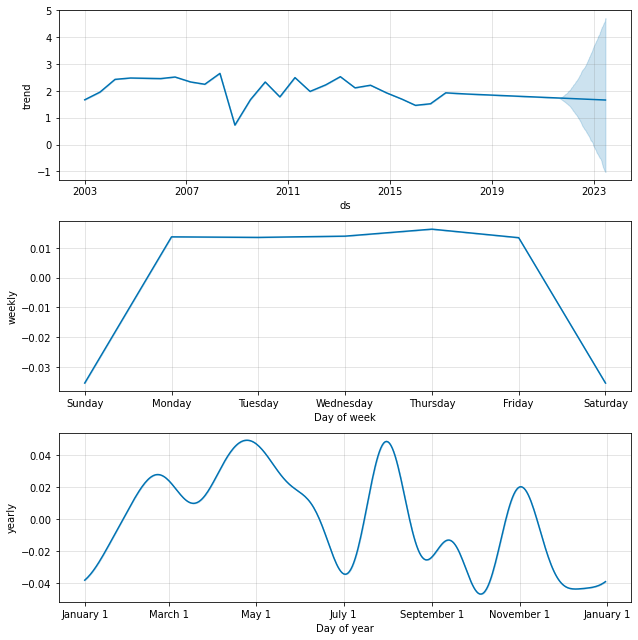 5
4
3
2
1
0
−1
trend
2003 2007 2011 2015 2019 2023
ds
0.01
0.00
−0.01
−0.02
−0.03
weekly
Sunday Monday Tuesday Wednesday Thursday Friday Saturday
Day of week
0.04
0.02
0.00
−0.02
−0.04
yearly
January 1 March 1 May 1 July 1 September 1 November 1 January 1
Day of year